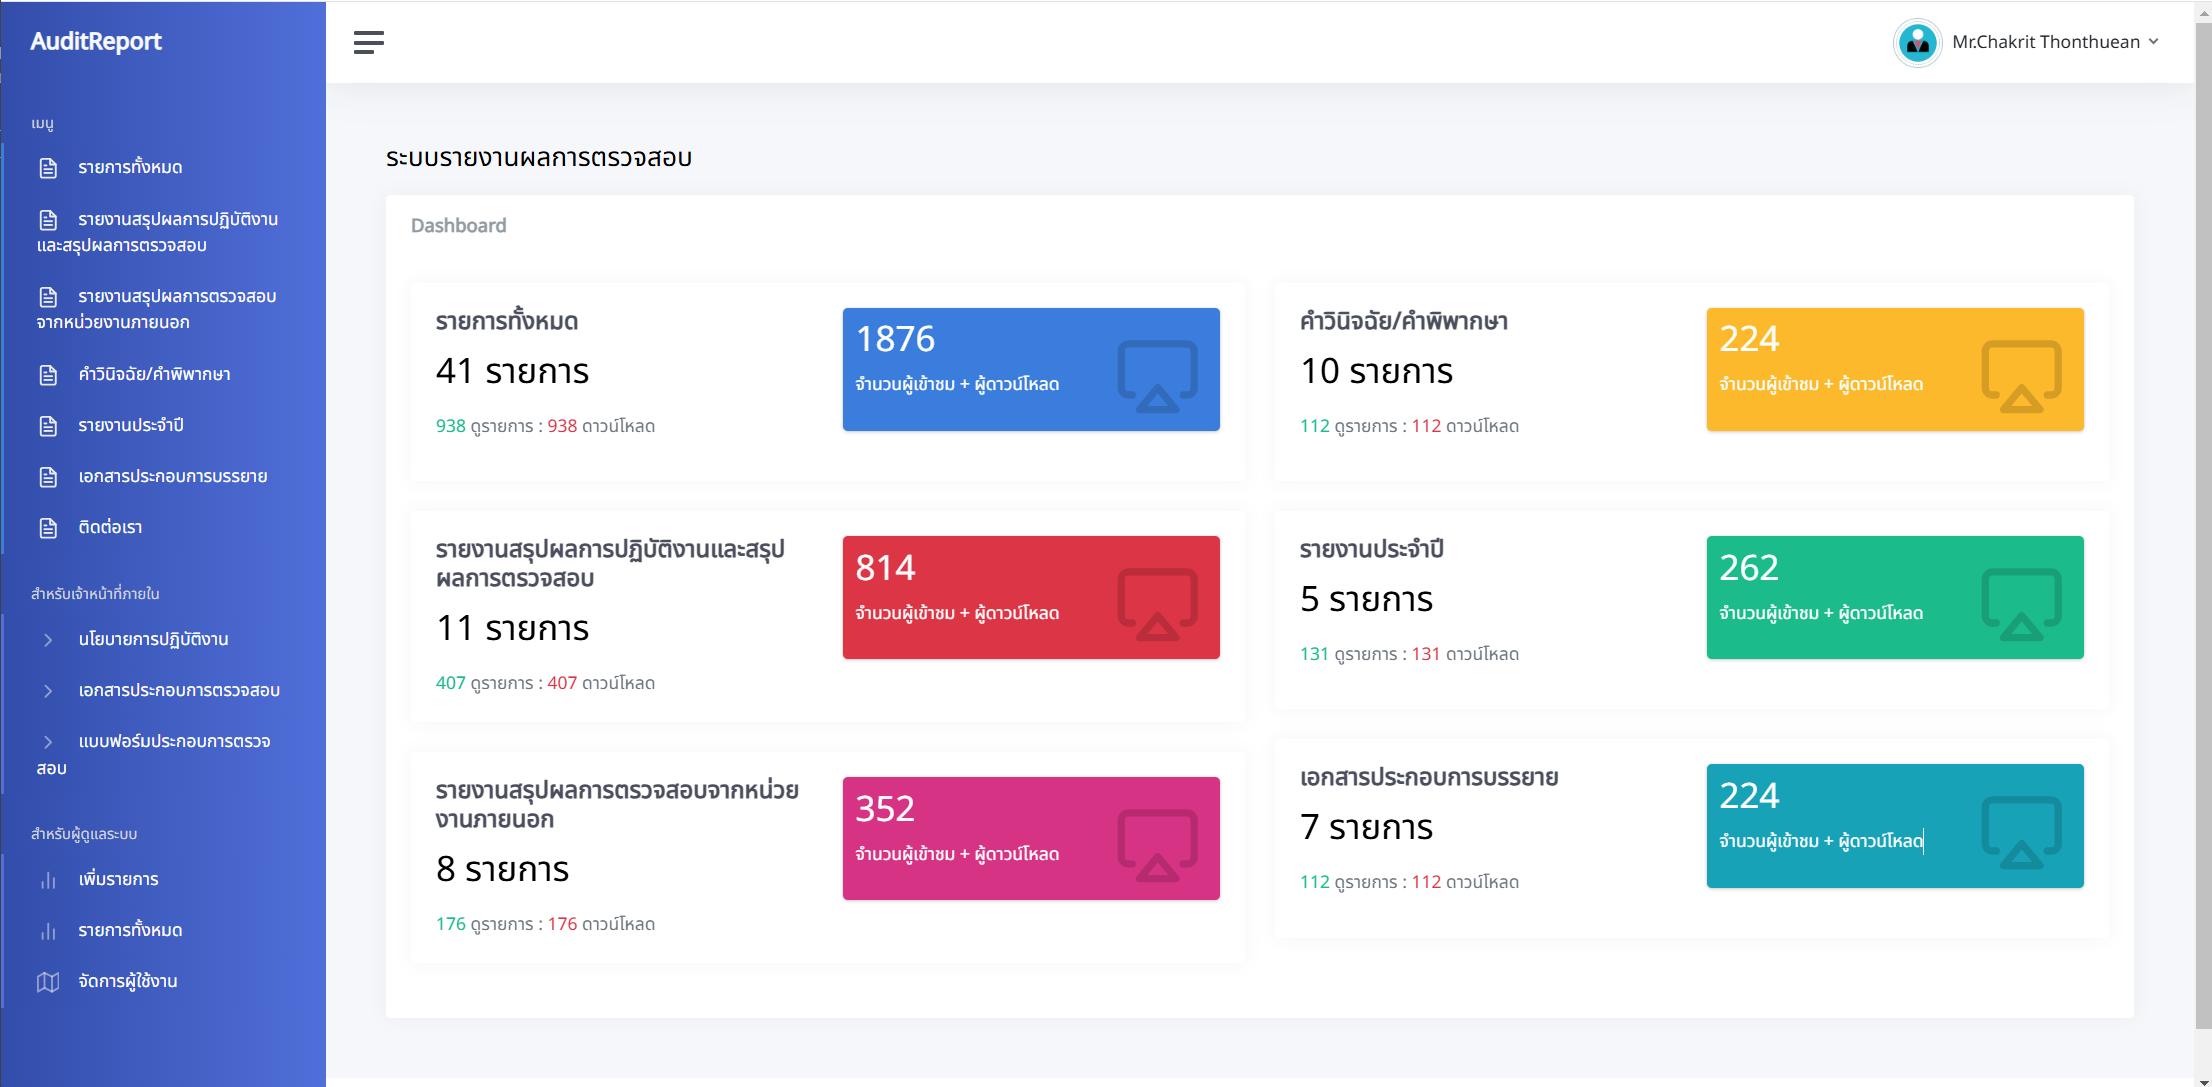 AuditReport
Mr.Chakrit Thonthuean
เมนู
รายการทั้งหมด
รายงานสรุปผลการปฏิบัติงาน
และสรุปผลการตรวจสอบ
รายงานสรุปผลการตรวจสอบ
จากหน่วยงานภายนอก
คำวินิจฉัย/คำพิพากษา
รายงานประจำปี
เอกสารประกอบการบรรยาย
ติดต่อเรา
สำหรับเจ้าหน้าที่ภายใน
นโยบายการปฏิบัติงาน
เอกสารประกอบการตรวจสอบ
แบบฟอร์มประกอบการตรวจ
สอบ
สำหรับผู้ดูแลระบบ
เพิ่มรายการ
รายการทั้งหมด
จัดการผู้ใช้งาน
ระบบรายงานผลการตรวจสอบ
Dashboard
รายการทั้งหมด
41 รายการ
938 ดูรายการ : 938 ดาวน์โหลด
1876
จำนวนผู้เข้าชม + ผู้ดาวน์โหลด
คำวินิจฉัย/คำพิพากษา
10 รายการ
112 ดูรายการ : 112 ดาวน์โหลด
224
จำนวนผู้เข้าชม + ผู้ดาวน์โหลด
รายงานสรุปผลการปฏิบัติงานและสรุป
ผลการตรวจสอบ
11 รายการ
407 ดูรายการ : 407 ดาวน์โหลด
814
จำนวนผู้เข้าชม + ผู้ดาวน์โหลด
รายงานประจำปี
5 รายการ
131 ดูรายการ : 131 ดาวน์โหลด
262
จำนวนผู้เข้าชม + ผู้ดาวน์โหลด
รายงานสรุปผลการตรวจสอบจากหน่วย
งานภายนอก
8 รายการ
176 ดูรายการ : 176 ดาวน์โหลด
352
จำนวนผู้เข้าชม + ผู้ดาวน์โหลด
เอกสารประกอบการบรรยาย
7 รายการ
112 ดูรายการ : 112 ดาวน์โหลด
224
จำนวนผู้เข้าชม + ผู้ดาวน์โหลด